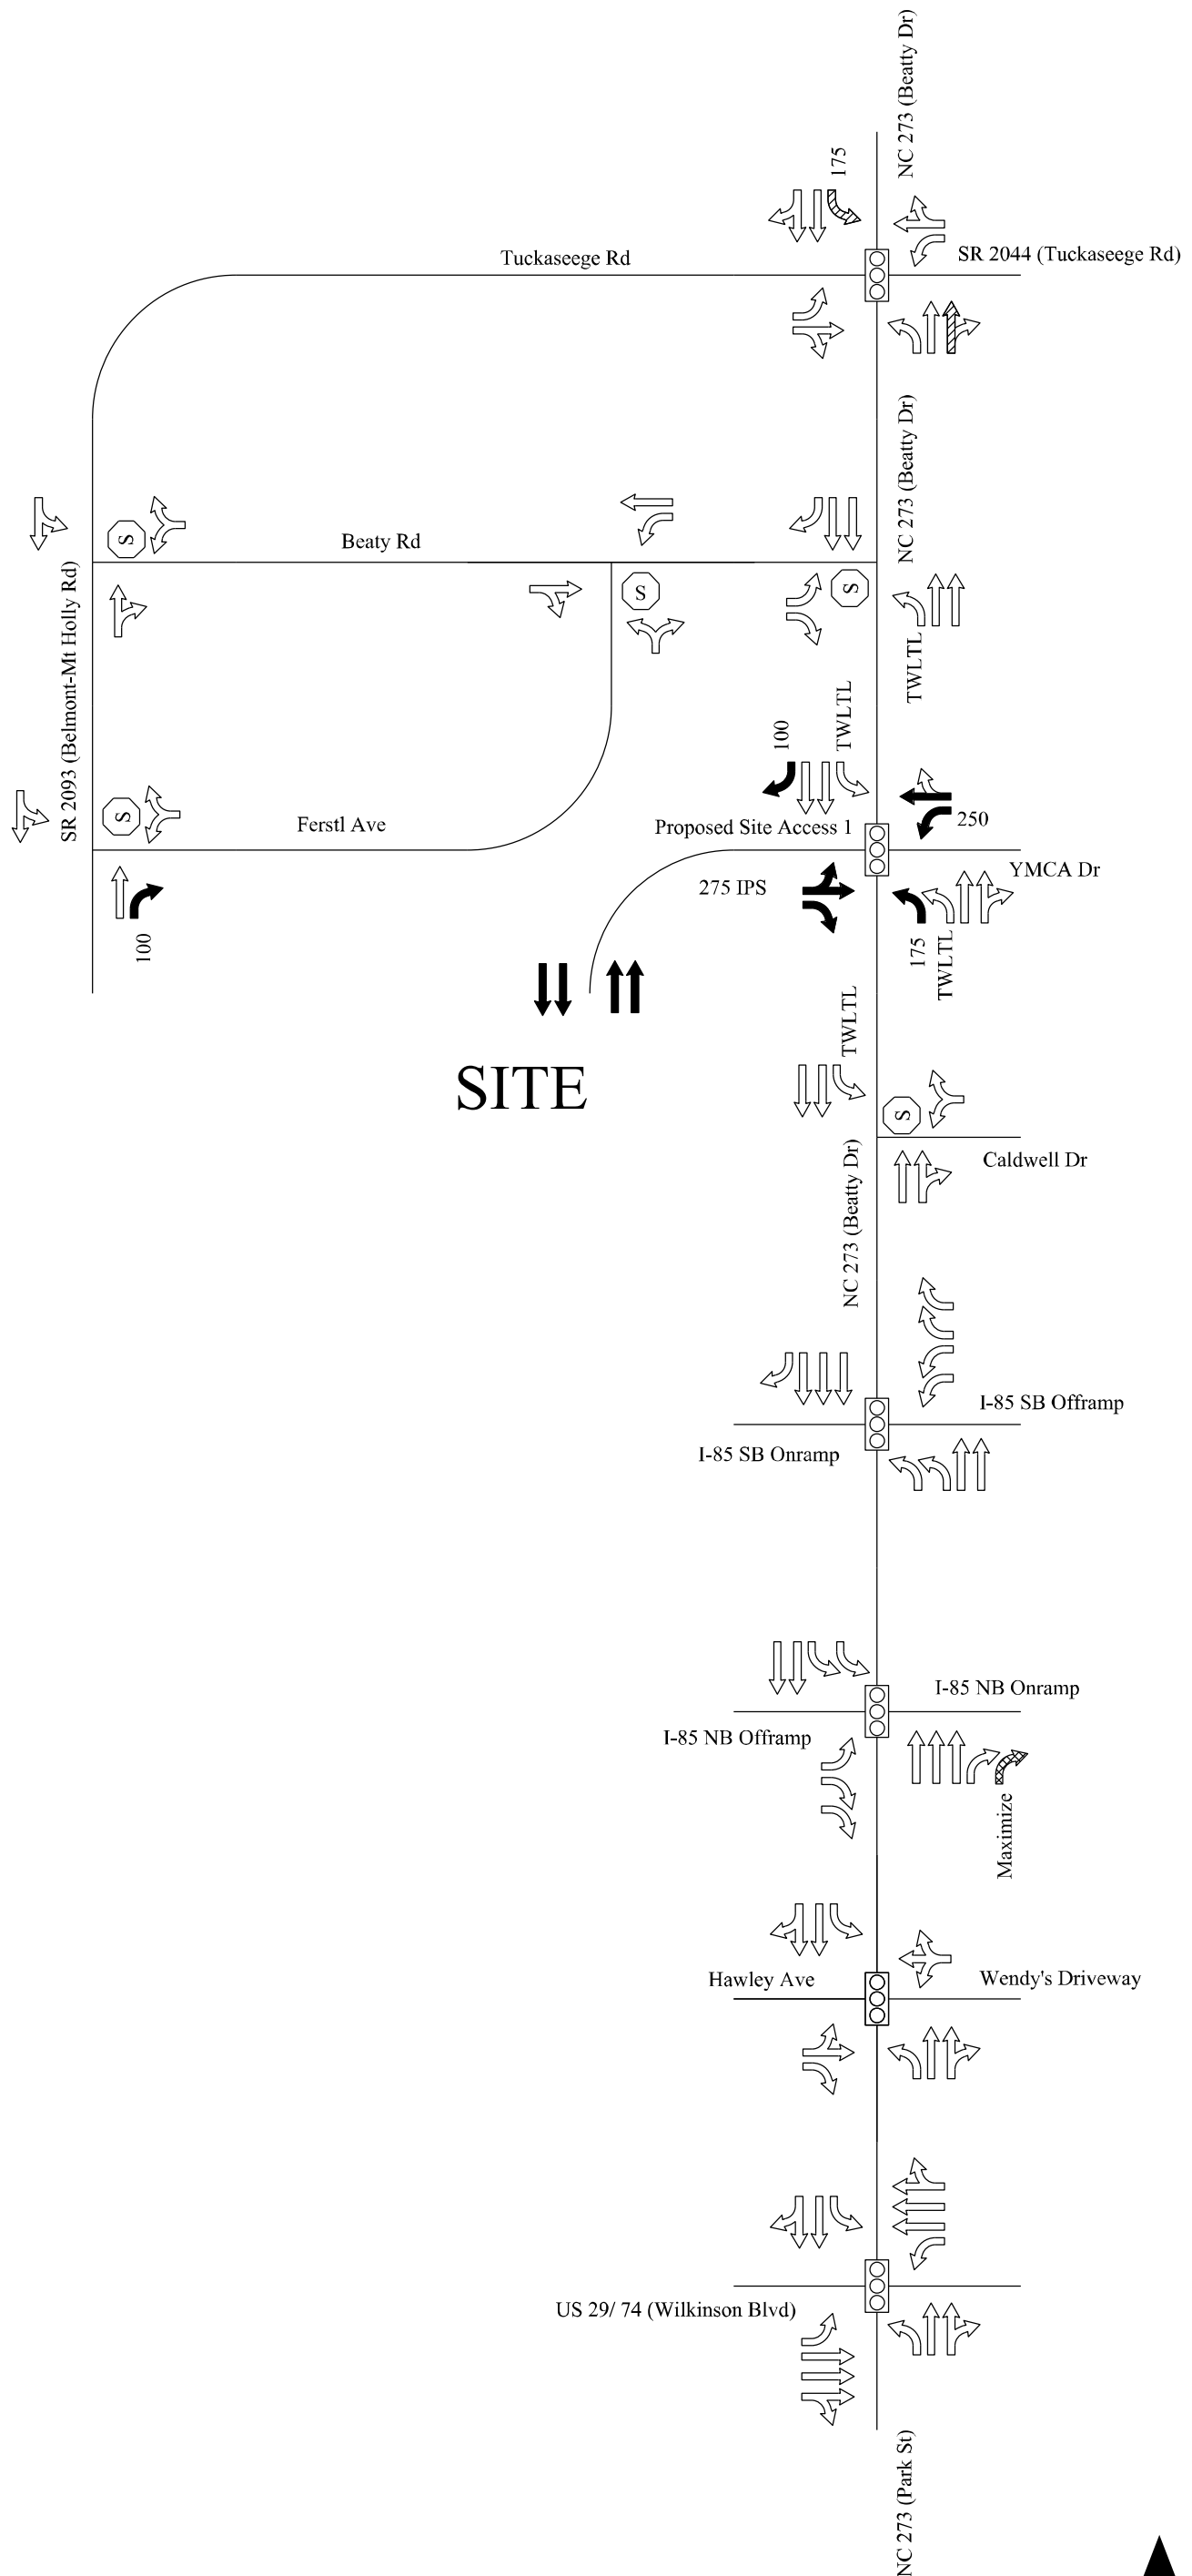 NC 273 (Beatty Dr)
175
Tuckaseege Rd
SR 2044 (Tuckaseege Rd)
NC 273 (Beatty Dr)
S
Beaty Rd
S
S
SR 2093 (Belmont-Mt Holly Rd)
TWLTL
100
TWLTL
S
Ferstl Ave
Proposed Site Access 1
250
YMCA Dr
275 IPS
100
175
TWLTL
TWLTL
SITE
S
Caldwell Dr
NC 273 (Beatty Dr)
I-85 SB Offramp
I-85 SB Onramp
I-85 NB Onramp
I-85 NB Offramp
Maximize
Hawley Ave
Wendy's Driveway
US 29/ 74 (Wilkinson Blvd)
NC 273 (Park St)